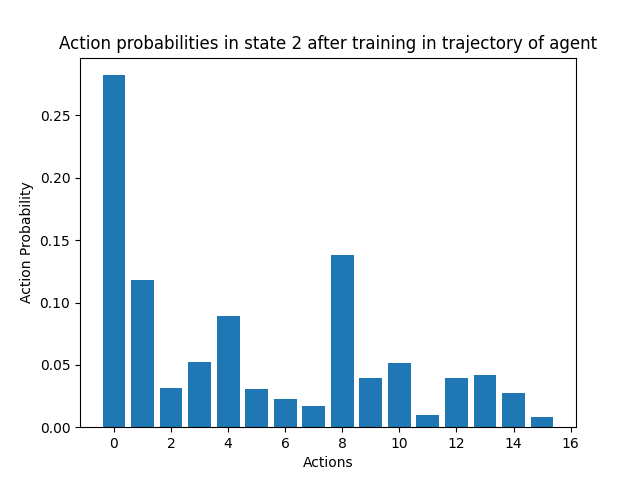 Action probabilities in state 2 after training in trajectory of agent
Action Probability
0.25
0.20
0.15
0.10
0.05
0.00
0 2 4 6 8 10 12 14 16
Actions